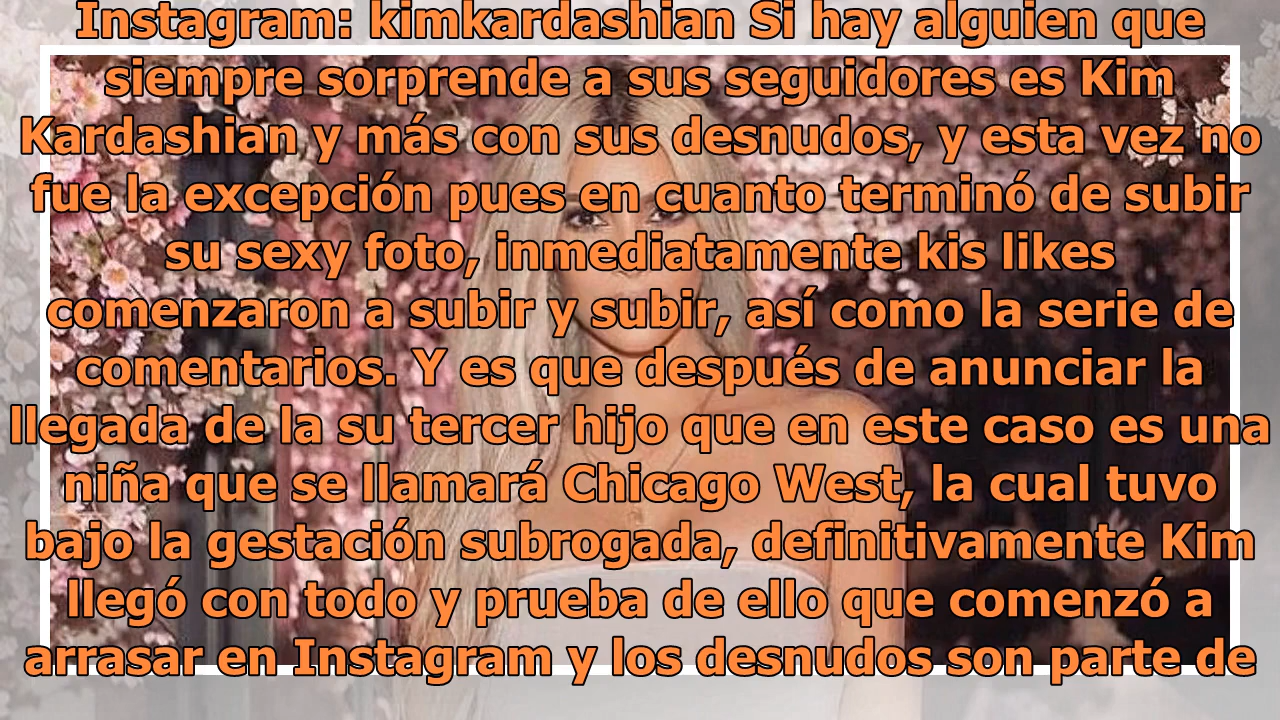 Instagram: kimkardashian Si hay alguien que
siempre sorprende a sus seguidores es Kim
Kardashian y más con sus desnudos, y esta vez no
fue la excepción pues en cuanto terminó de subir
su sexy foto, inmediatamente kis likes
comenzaron a subir y subir, así como la serie de
comentarios. Y es que después de anunciar la
llegada de la su tercer hijo que en este caso es una
niña que se llamará Chicago West, la cual tuvo
bajo la gestación subrogada, definitivamente Kim
llegó con todo y prueba de ello que comenzó a
arrasar en Instagram y los desnudos son parte de